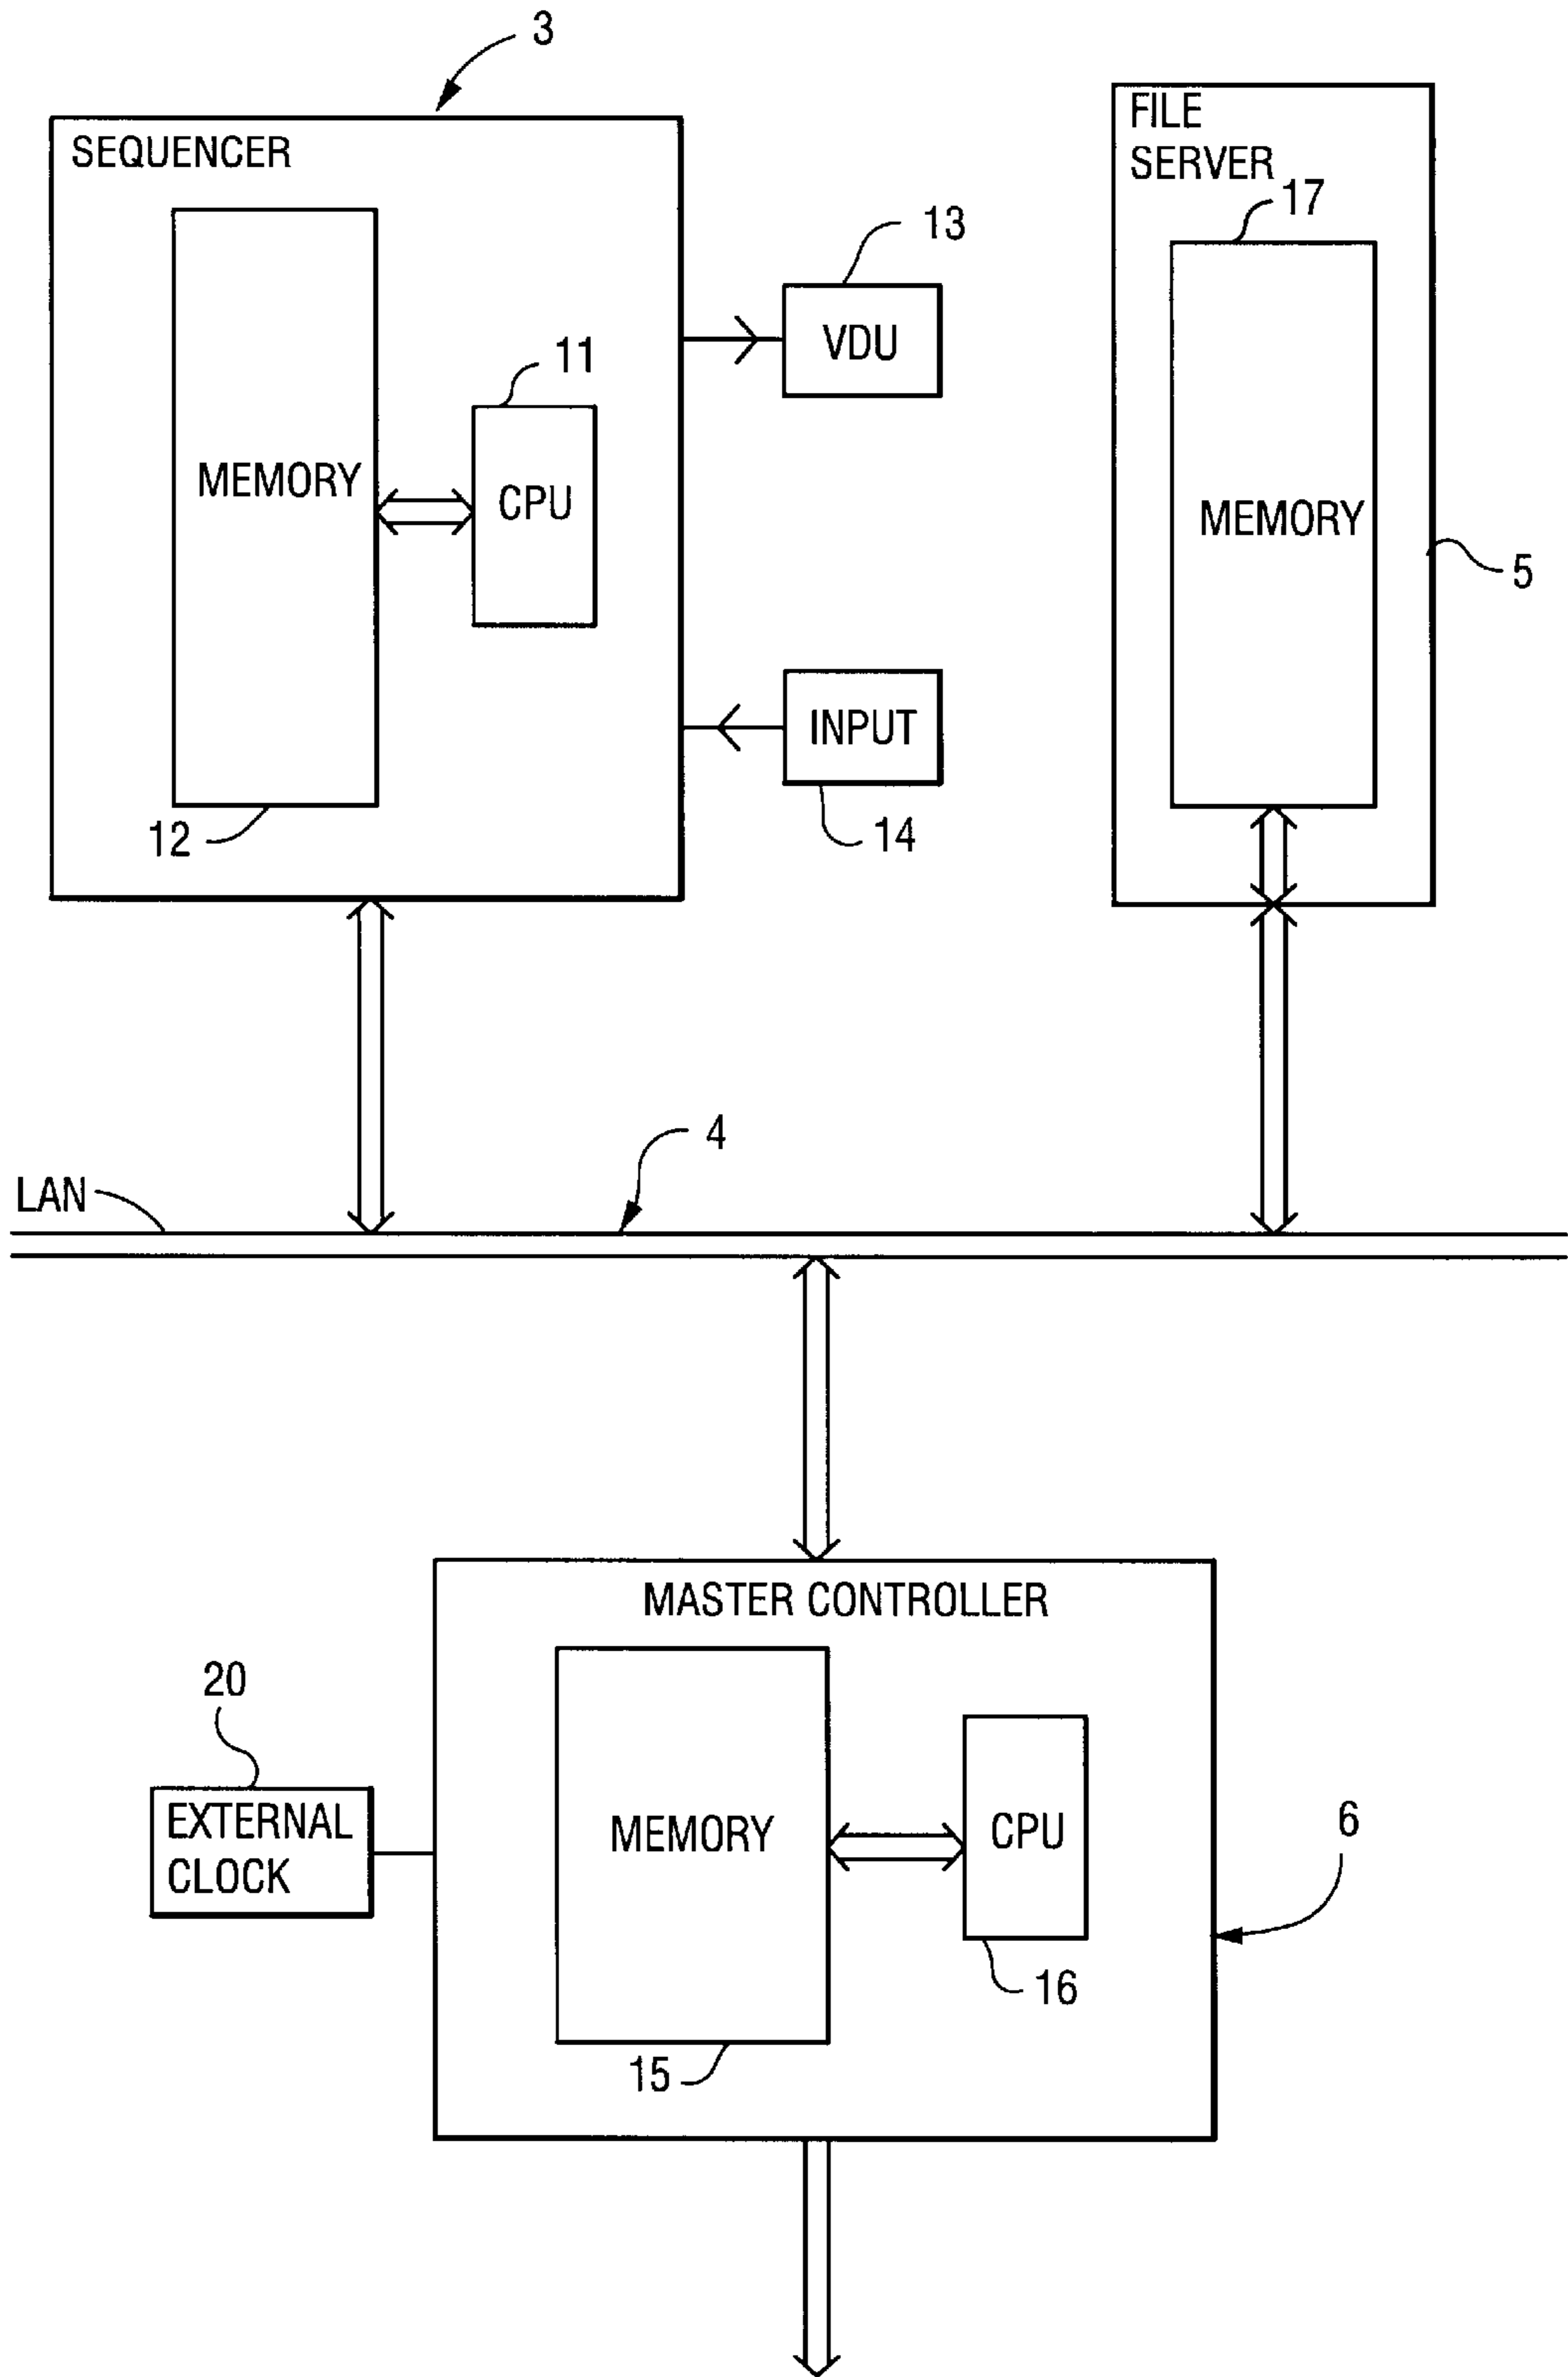 3
SEQUENCER
FILE
SERVER
17
13
VDU
11
MEMORY
CPU
MEMORY
5
INPUT
12
14
4
LAN
MASTER CONTROLLER
20
EXTERNAL
CLOCK
MEMORY
CPU
6
16
15